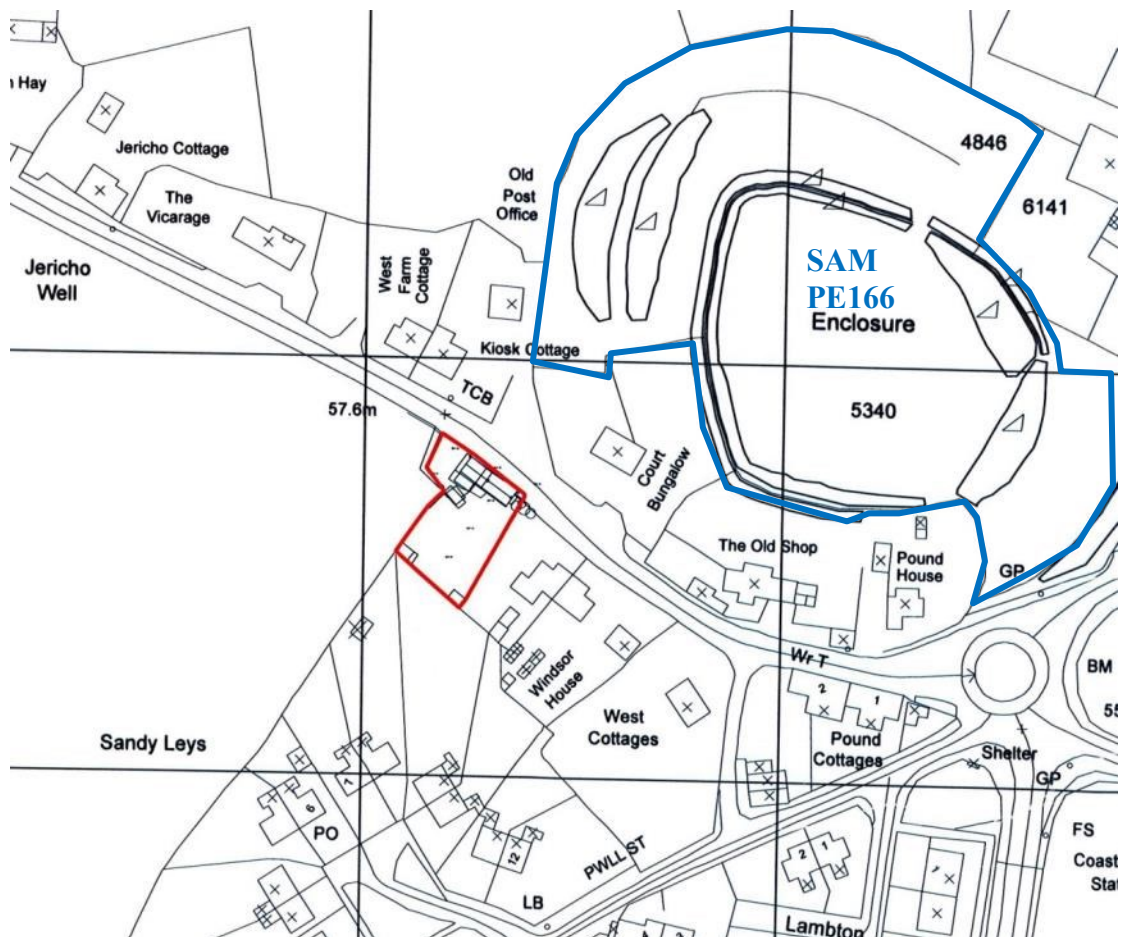 n Hay
Jericho Cottage
The
Vicarage
Jericho
Well
Old
Post
Office
West
Farm
Cottage
Kiosk Cottage
TCB
57.6m
4846
6141
SAM
PE166
Enclosure
5340
Court
Bungalow
The Old Shop
Pound
House
GP
Wr T
BM
55
Windsor
House
West
Cottages
2
1
Pound
Cottages
Shelter
GP
Sandy Leys
1
6
PO
12
PWLL ST
LB
2
1
FS
Coast
Stat
Lambton